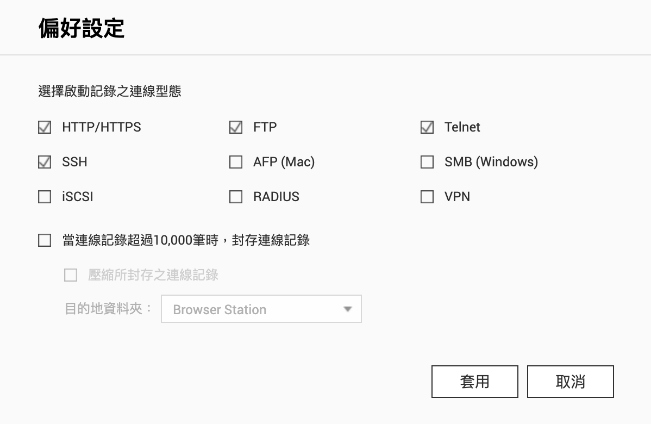 偏好設定
選擇啟動記錄之連線型態
HTTP/HTTPS FTP Telnet
SSH AFP (Mac) SMB (Windows)
iSCSI RADIUS VPN
當連線記錄超過10,000筆時，封存連線記錄
壓縮所封存之連線記錄
目的地資料夾： Browser Station
套用 取消